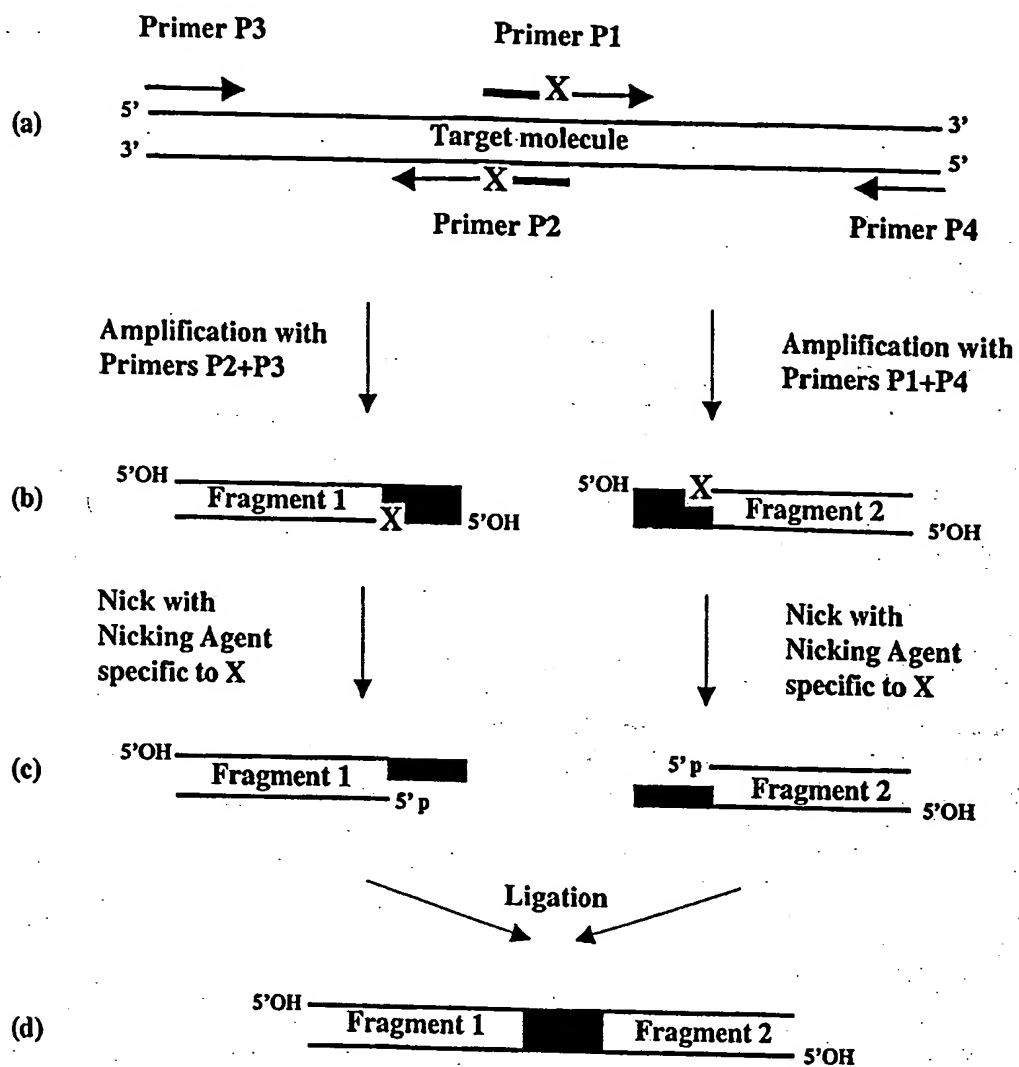 Primer P3
Primer P1
X
(a)
5'
3'
Target molecule
3'
5'
X
Primer P2
Primer P4
Amplification with
Primers P2+P3
Amplification with
Primers P1+P4
(b)
5'OH
Fragment 1
X
5'OH
5'OH
X
Fragment 2
5'OH
Nick with
Nicking Agent
specific to X
Nick with
Nicking Agent
specific to X
(c)
5'OH
Fragment 1
5'p
5'p
Fragment 2
5'OH
Ligation
(d)
5'OH
Fragment 1
Fragment 2
5'OH